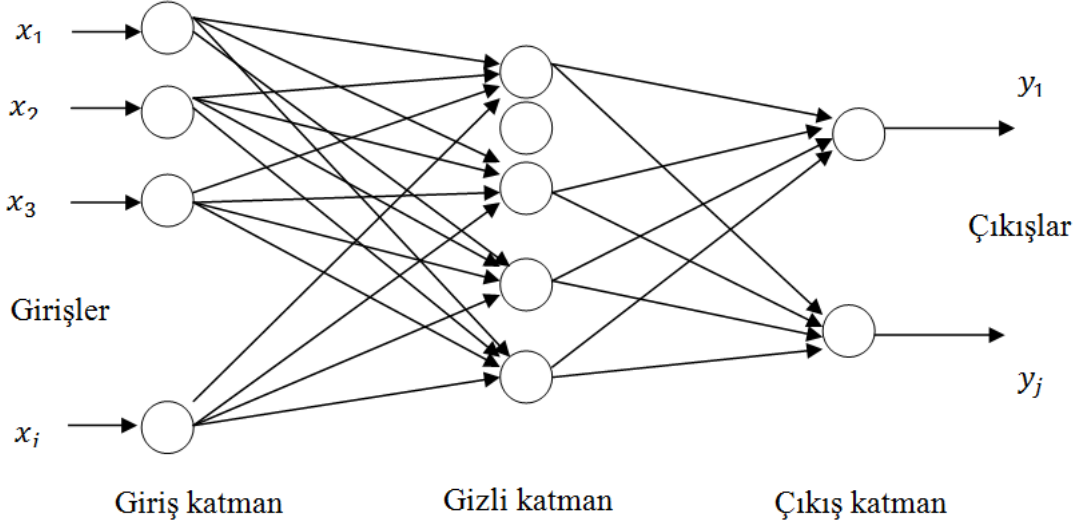 x₁
x₂
x₃
Girişler
xᵢ
y₁
Çıkışlar
yⱼ
Giriş katman
Gizli katman
Çıkış katman